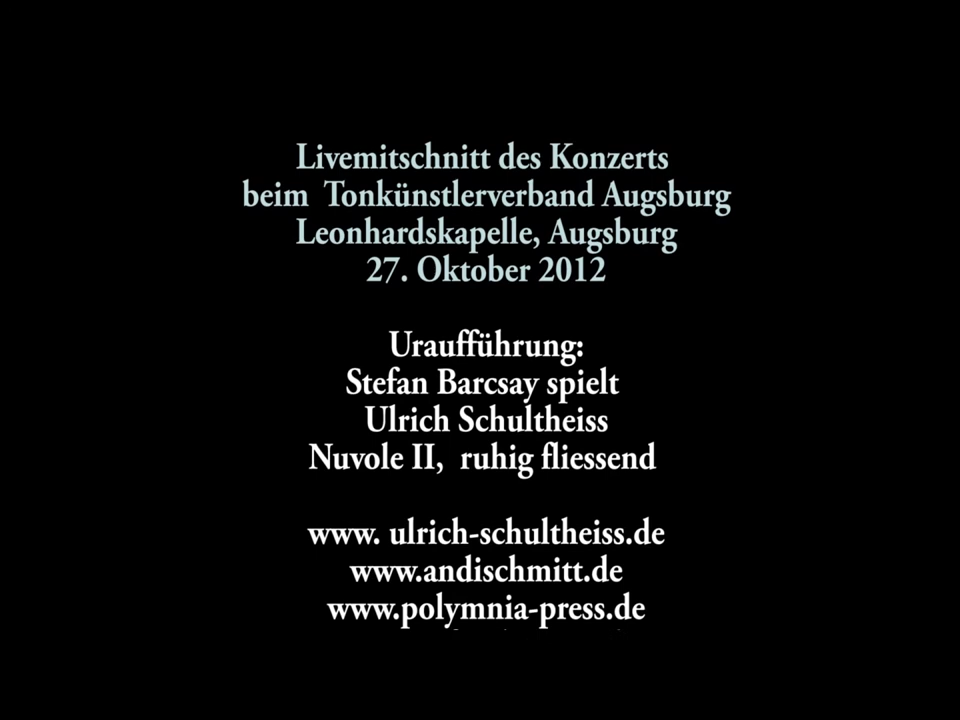 Livemitschnitt des Konzerts
beim Tonkünstlerverband Augsburg
Leonhardskapelle, Augsburg
27. Oktober 2012
Uraufführung:
Stefan Barcsay spielt
Ulrich Schultheiss
Nuvole II, ruhig fliessend
www. ulrich-schultheiss.de
www.andischmitt.de
www.polymnia-press.de